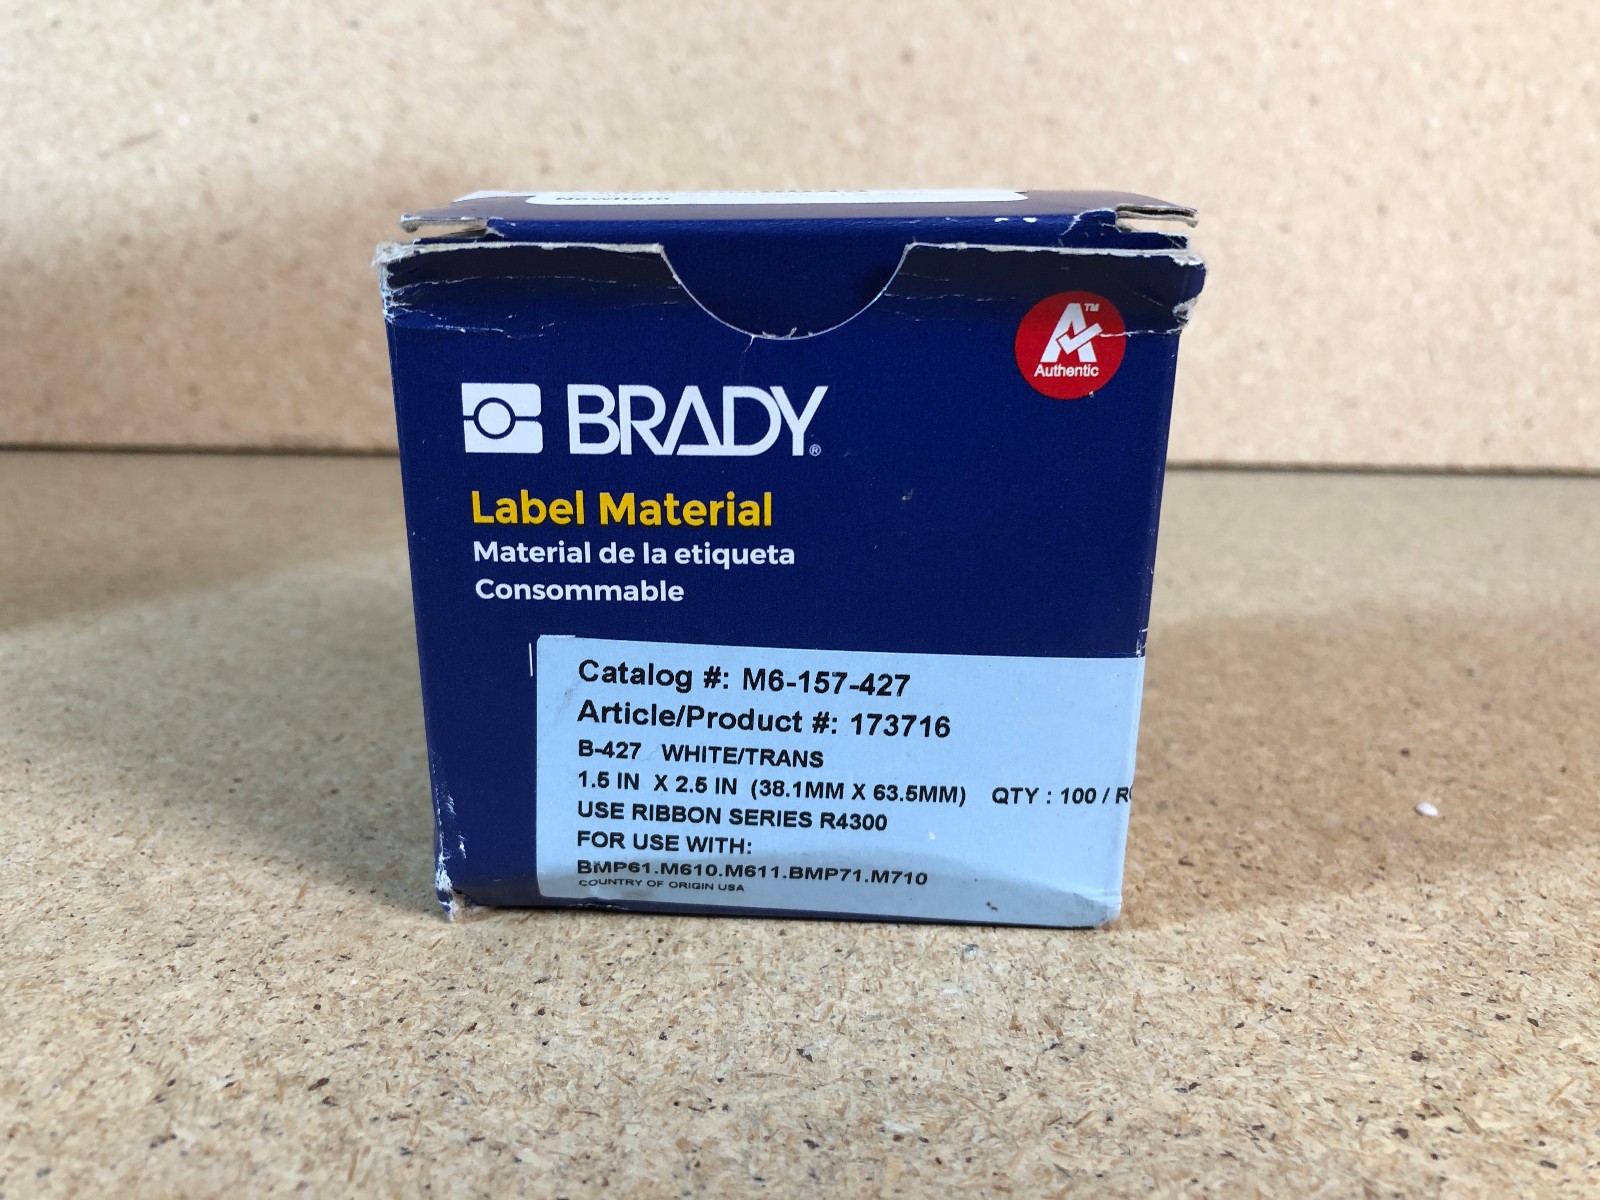 Newhem
A™
Authentic
BRADY®
Label Material
Material de la etiqueta
Consommable
Catalog #: M6-157-427
Article/Product #: 173716
B-427 WHITE/TRANS
1.5 IN X 2.5 IN (38.1MM X 63.5MM) QTY : 100 /
USE RIBBON SERIES R4300
FOR USE WITH:
BMP61.M610.M611.BMP71.M710
COUNTRY OF ORIGIN USA